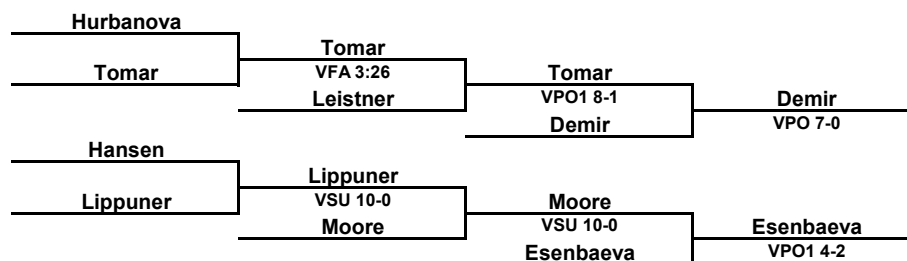 Hurbanova
Tomar
Tomar
VFA 3:26
Leistner
Tomar
VPO1 8-1
Demir
Demir
VPO 7-0
Hansen
Lippuner
Lippuner
VSU 10-0
Moore
Moore
VSU 10-0
Esenbaeva
Esenbaeva
VPO1 4-2